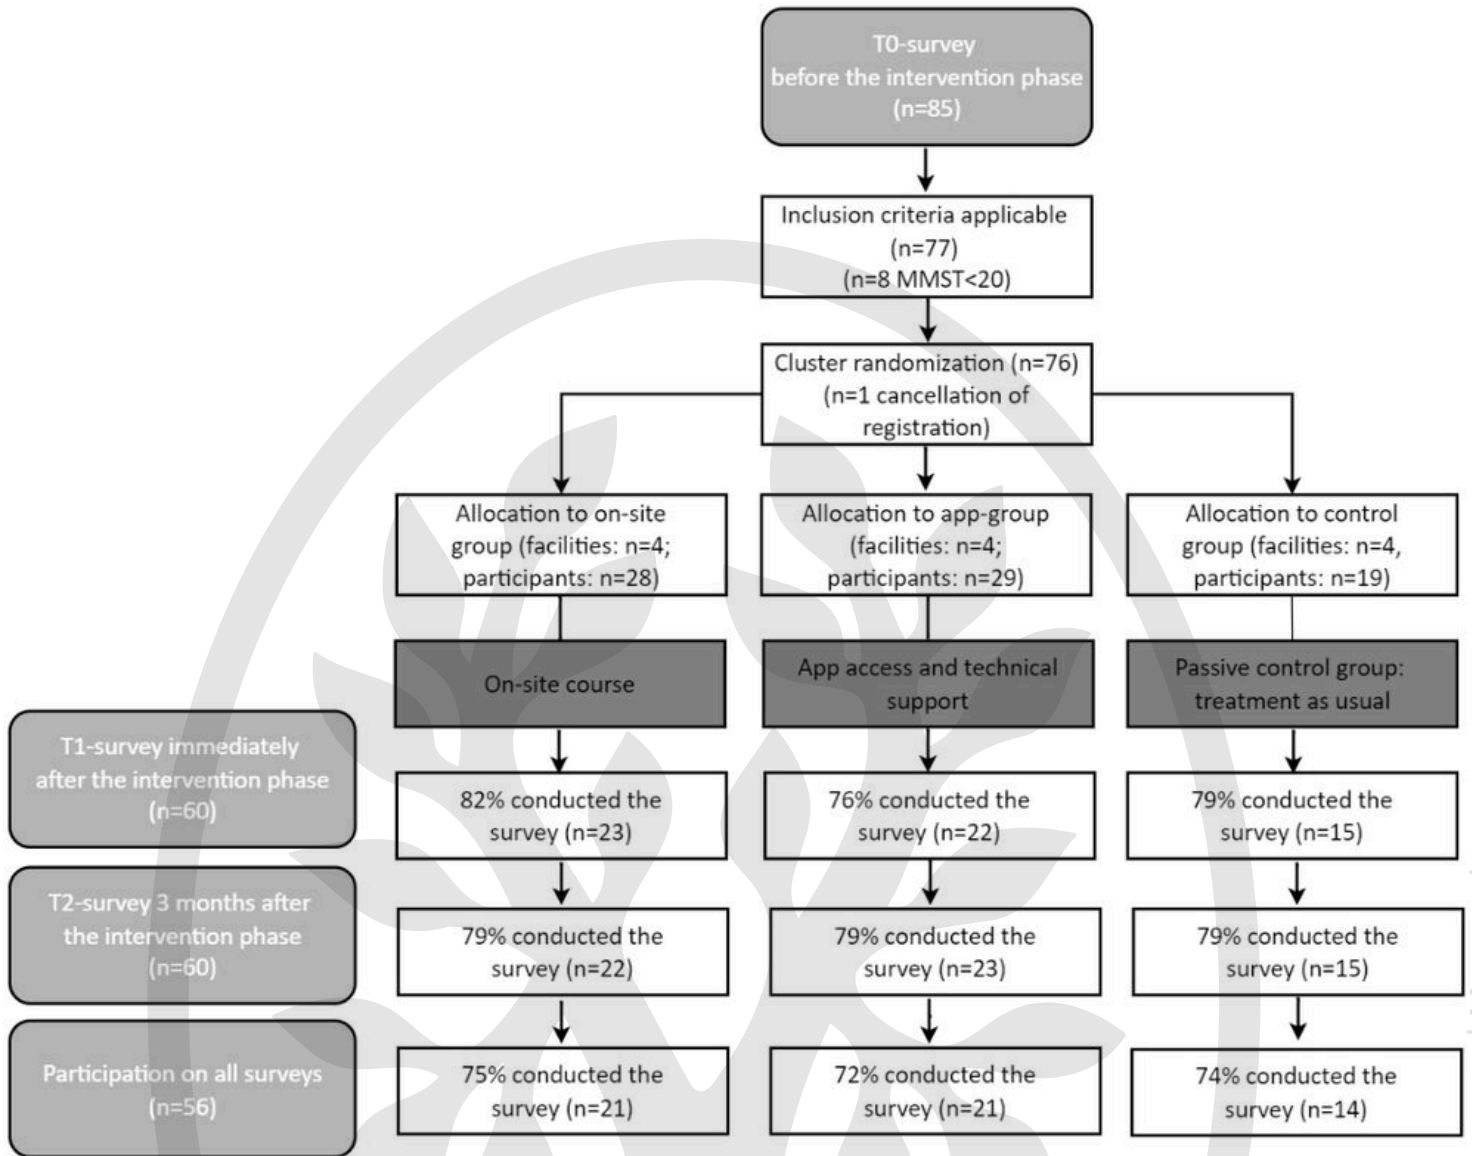 T0-survey
before the intervention phase
(n=85)
Inclusion criteria applicable
(n=77)
(n=8 MMST<20)
Cluster randomization (n=76)
(n=1 cancellation of
registration)
Allocation to on-site
group (facilities: n=4;
participants: n=28)
Allocation to app-group
(facilities: n=4;
participants: n=29)
Allocation to control
group (facilities: n=4,
participants: n=19)
On-site course
App access and technical
support
Passive control group:
treatment as usual
T1-survey immediately
after the intervention phase
(n=60)
82% conducted the
survey (n=23)
76% conducted the
survey (n=22)
79% conducted the
survey (n=15)
T2-survey 3 months after
the intervention phase
(n=60)
79% conducted the
survey (n=22)
79% conducted the
survey (n=23)
79% conducted the
survey (n=15)
Participation on all surveys
(n=56)
75% conducted the
survey (n=21)
72% conducted the
survey (n=21)
74% conducted the
survey (n=14)